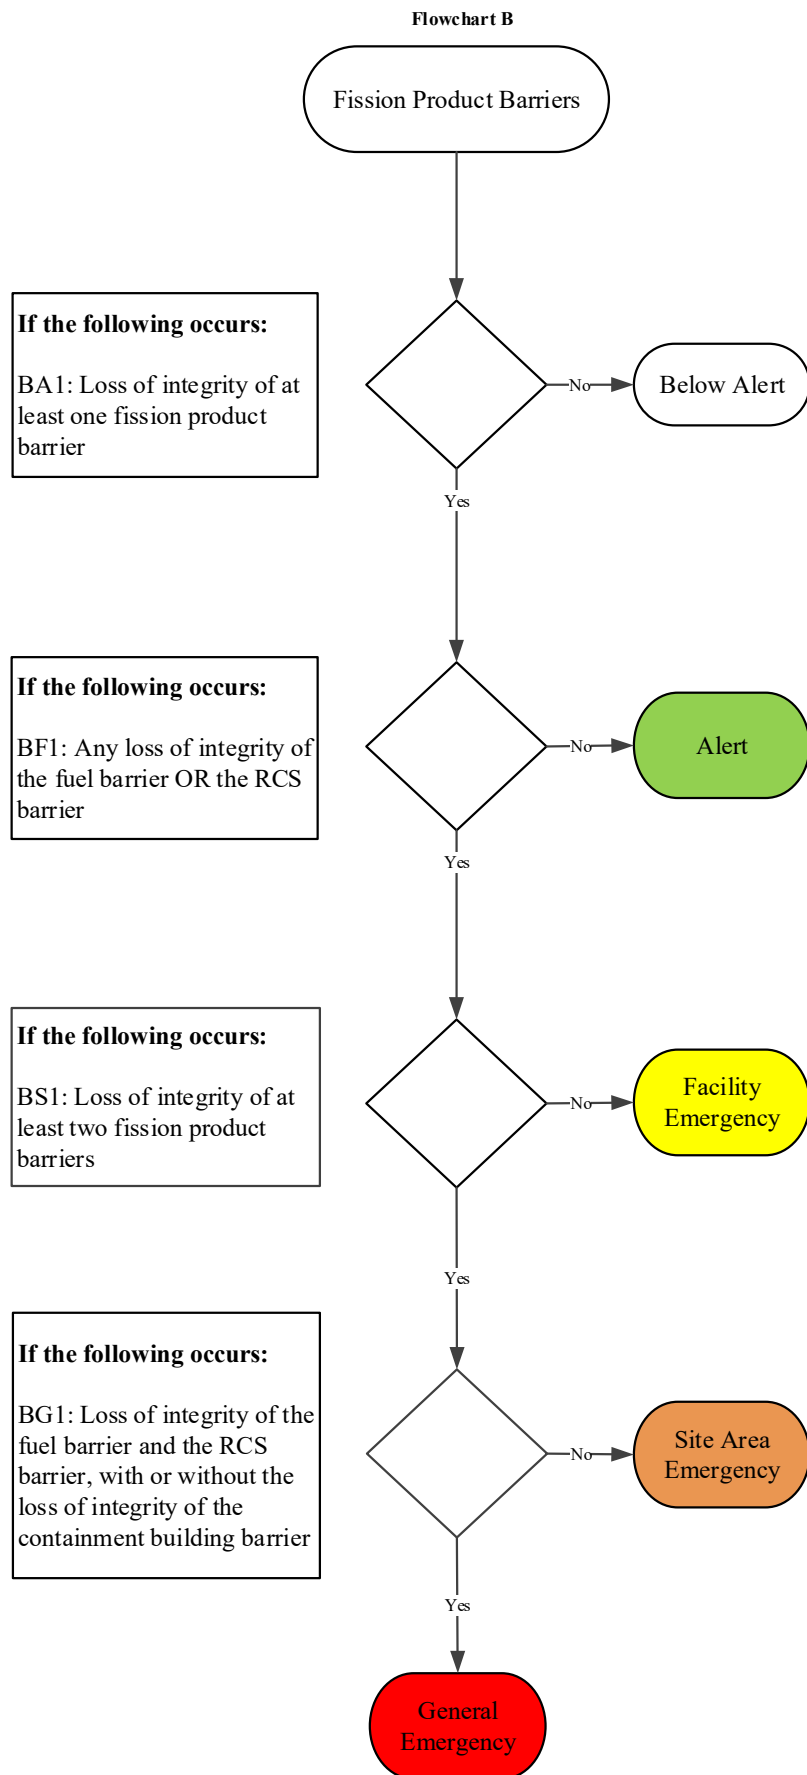 Flowchart B
Fission Product Barriers
If the following occurs:
BA1: Loss of integrity of at
least one fission product
barrier
No
Below Alert
Yes
If the following occurs:
BF1: Any loss of integrity of
the fuel barrier OR the RCS
barrier
No
Alert
Yes
If the following occurs:
BS1: Loss of integrity of at
least two fission product
barriers
No
Facility
Emergency
Yes
If the following occurs:
BG1: Loss of integrity of the
fuel barrier and the RCS
barrier, with or without the
loss of integrity of the
containment building barrier
No
Site Area
Emergency
Yes
General
Emergency